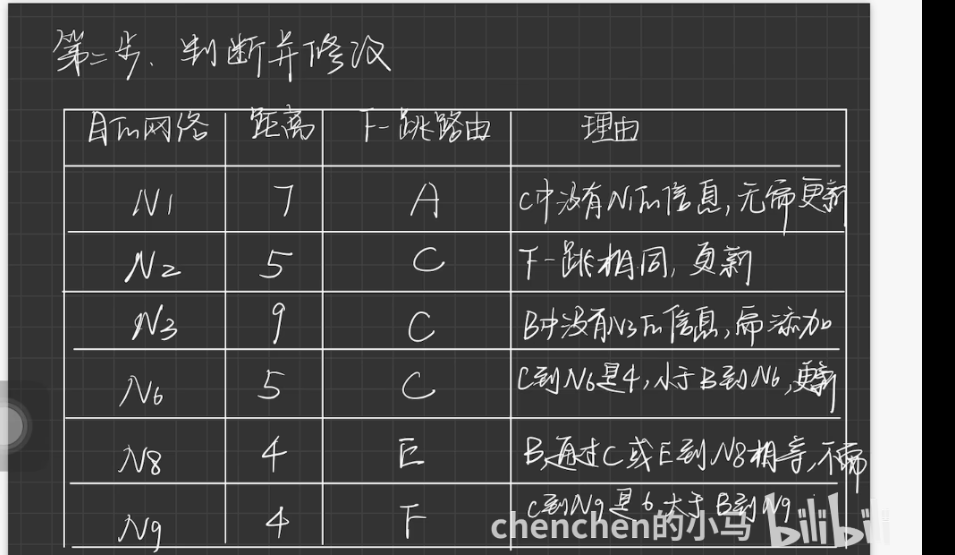 第二步、判断并修改
目的网络 距离 下一跳路由 理由
N1 7 A C中没有N1的信息,无需更新
N2 5 C 下一跳相同,更新
N3 9 C B中没有N3的信息,需添加
N6 5 C C到N6是4,小于B到N6,更新
N8 4 E B通过C或E到N8相等,不需
N9 4 F C到N9是6,大于B到N9
chenchen的小马 bilibili